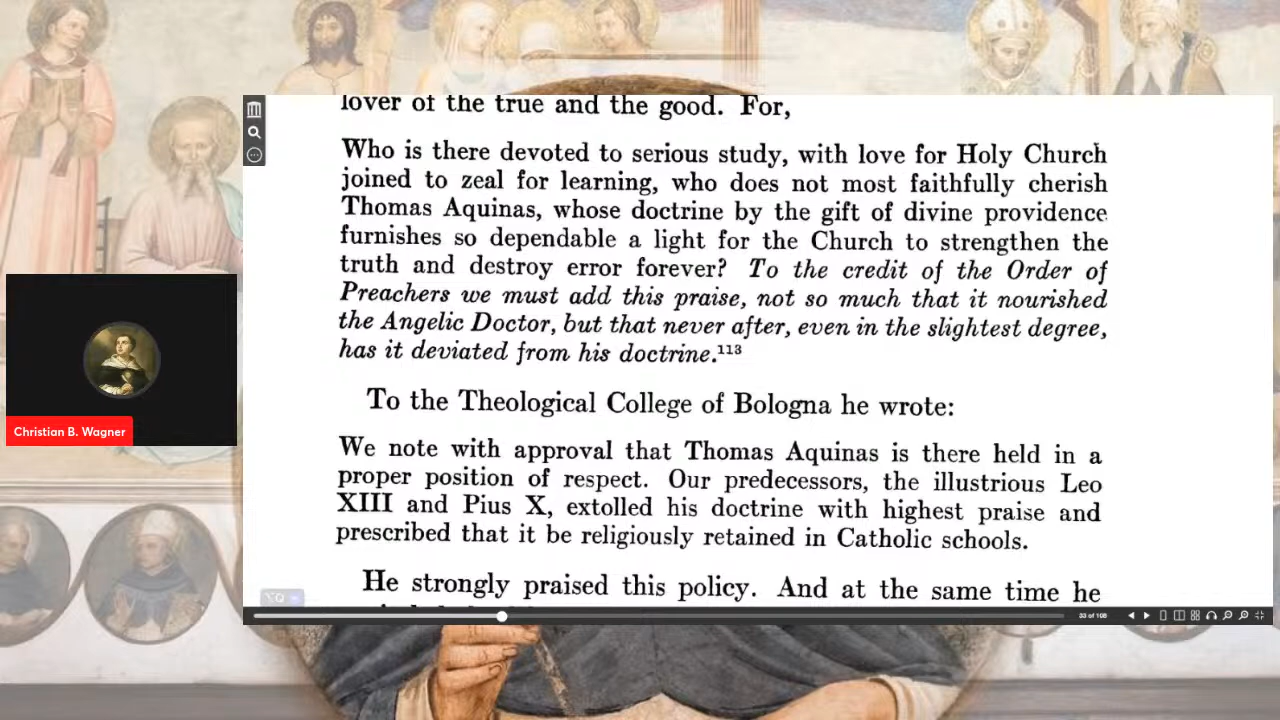 lover of the true and the good. For,
Who is there devoted to serious study, with love for Holy Church
joined to zeal for learning, who does not most faithfully cherish
Thomas Aquinas, whose doctrine by the gift of divine providence
furnishes so dependable a light for the Church to strengthen the
truth and destroy error forever? To the credit of the Order of
Preachers we must add this praise, not so much that it nourished
the Angelic Doctor, but that never after, even in the slightest degree,
has it deviated from his doctrine.¹¹³
To the Theological College of Bologna he wrote:
We note with approval that Thomas Aquinas is there held in a
proper position of respect. Our predecessors, the illustrious Leo
XIII and Pius X, extolled his doctrine with highest praise and
prescribed that it be religiously retained in Catholic schools.
He strongly praised this policy. And at the same time he
33 of 108
Christian B. Wagner